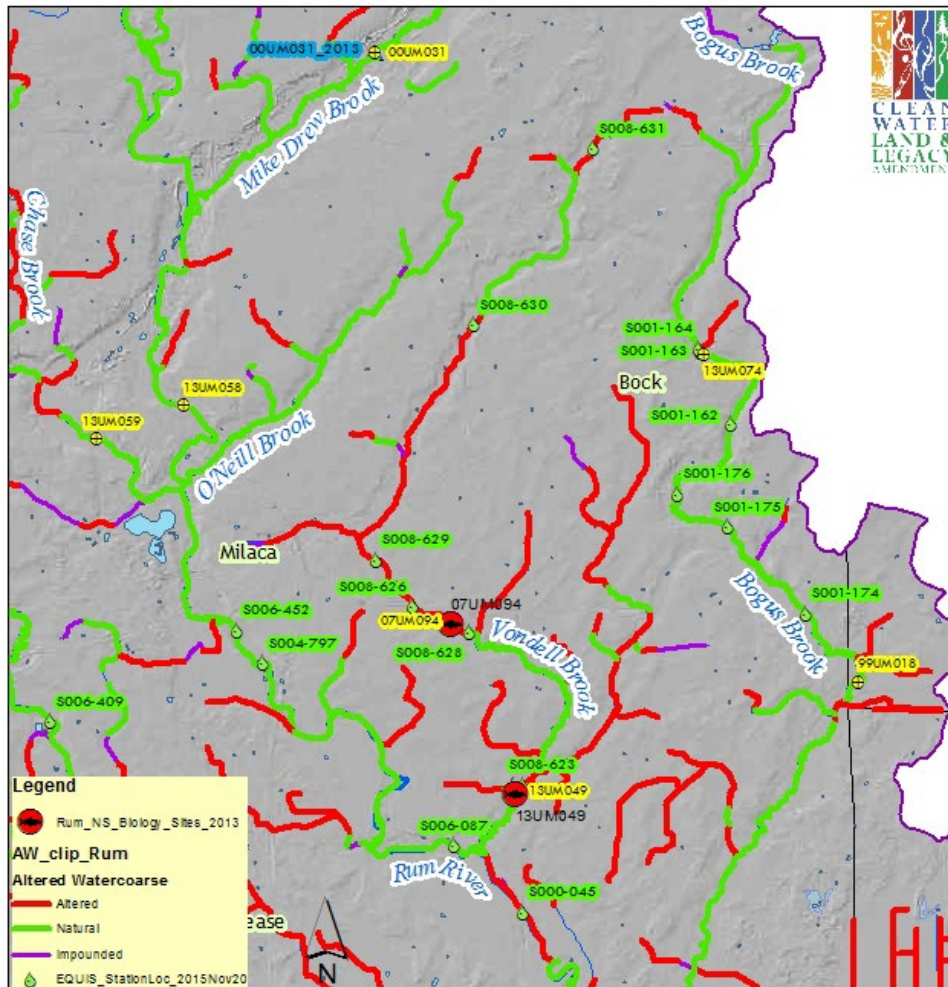 00UM031_2013
00UM031
Bogus Brook
CLEAN
WATER
LAND &
LEGACY
AMENDMENT
Mike Drew Brook
S008-631
Chase Brook
S008-630
S001-164
S001-163
13UM074
Bock
13UM058
13UM059
S001-162
O'Neill Brook
S001-176
S001-175
Milaca
S008-629
S008-626
07UM094
07UM094
S006-452
S008-628
Vondell Brook
Bogus Brook
S001-174
S004-797
99UM018
S006-409
S008-623
13UM049
13UM049
S006-087
Rum River
S000-045
ease
N
Legend
Rum_NS_Biology_Sites_2013
AW_clip_Rum
Altered Watercoarse
Altered
Natural
Impounded
EQUIS_StationLoc_2015Nov20